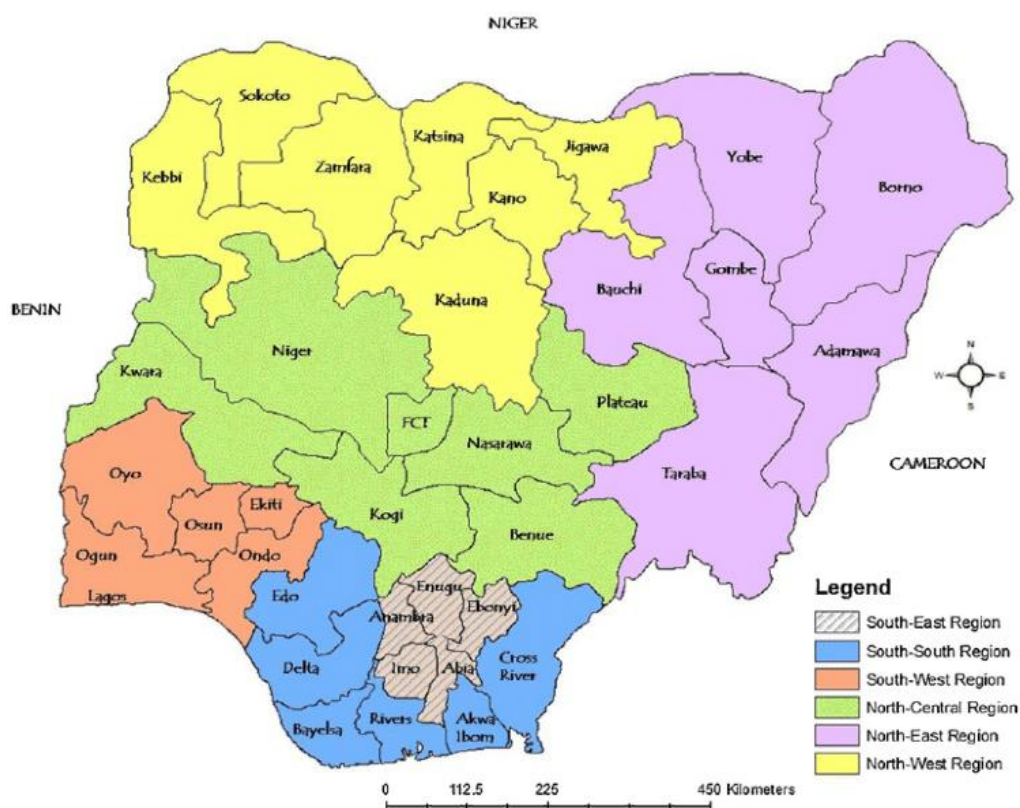 NIGER
Sokoto
Katsina
Jigawa
Yobe
Borno
Kebbi
Zamfara
Kano
Gombe
Bauchi
Kaduna
BENIN
Niger
Adamawa
Kwara
N
W E
S
Plateau
FCT
Nasarawa
CAMEROON
Oyo
Taraba
Ekiti
Kogi
Osun
Benue
Ogun
Ondo
Lagos
Edo
Enugu
Ebonyi
Anambra
Delta
Imo
Abia
Cross
River
Bayelsa
Rivers
Akwa
Ibom
Legend
South-East Region
South-South Region
South-West Region
North-Central Region
North-East Region
North-West Region
0 112.5 225 450 Kilometers